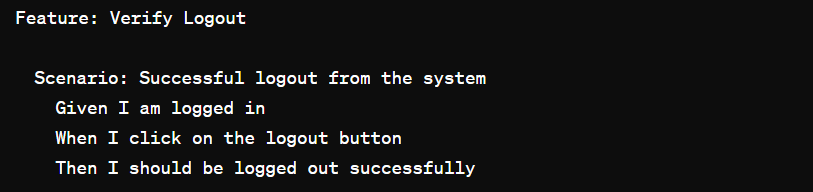 Feature: Verify Logout
Scenario: Successful logout from the system
Given I am logged in
When I click on the logout button
Then I should be logged out successfully